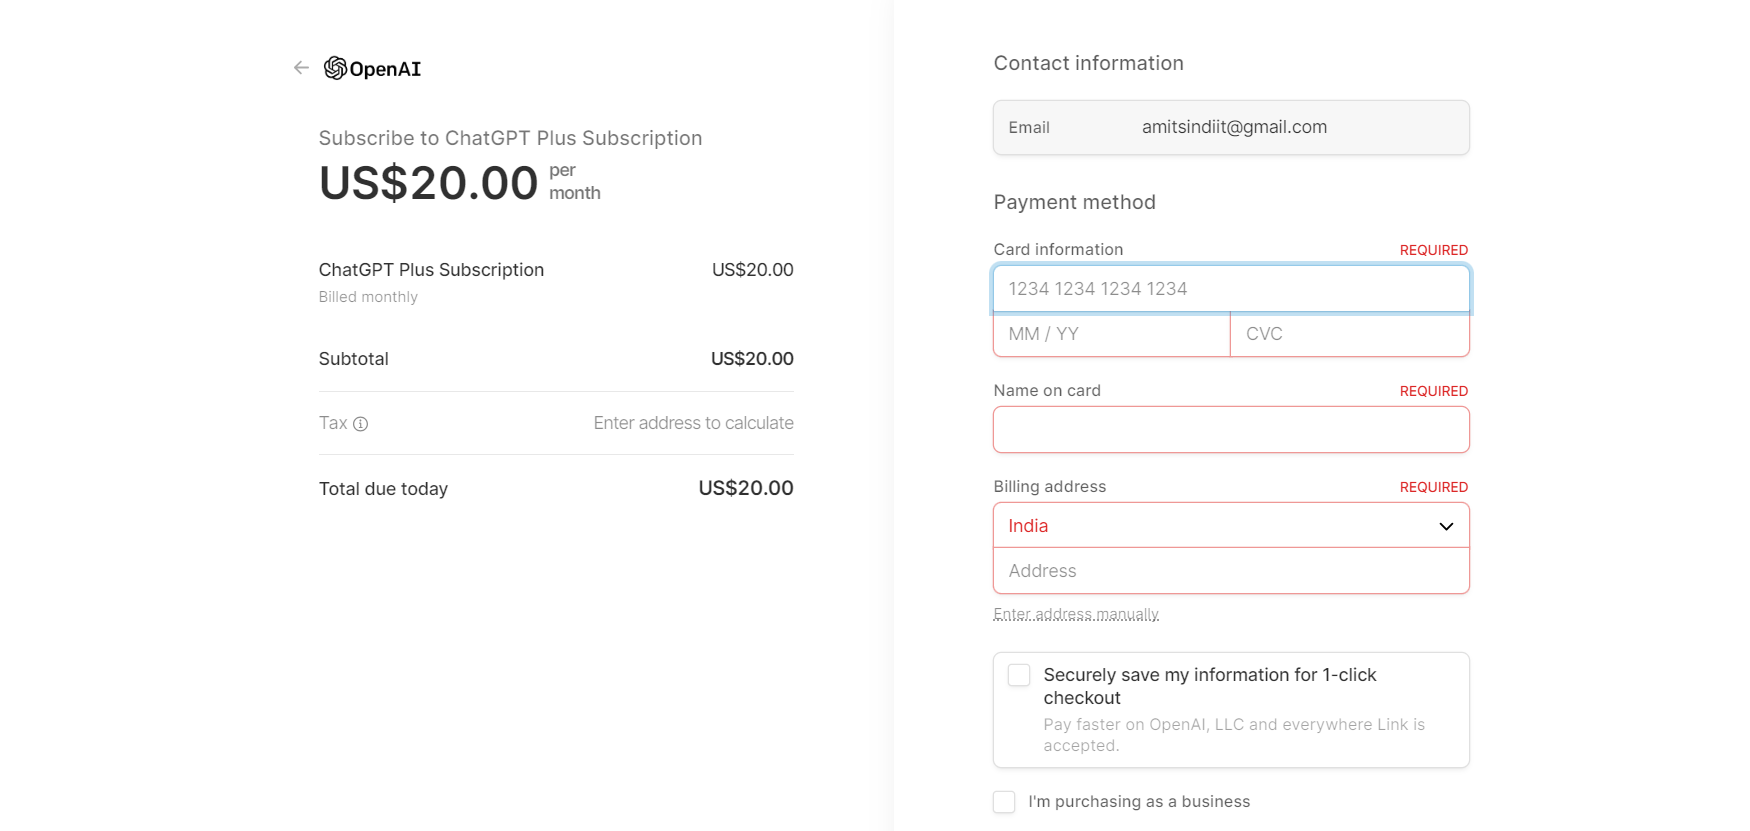 OpenAI
Subscribe to ChatGPT Plus Subscription
US$20.00 per
month
ChatGPT Plus Subscription US$20.00
Billed monthly
Subtotal US$20.00
Tax Enter address to calculate
Total due today US$20.00
Contact information
Email amitsindiit@gmail.com
Payment method
Card information REQUIRED
1234 1234 1234 1234
MM / YY CVC
Name on card REQUIRED
Billing address REQUIRED
India
Address
Enter address manually
Securely save my information for 1-click
checkout
Pay faster on OpenAI, LLC and everywhere Link is
accepted.
I'm purchasing as a business